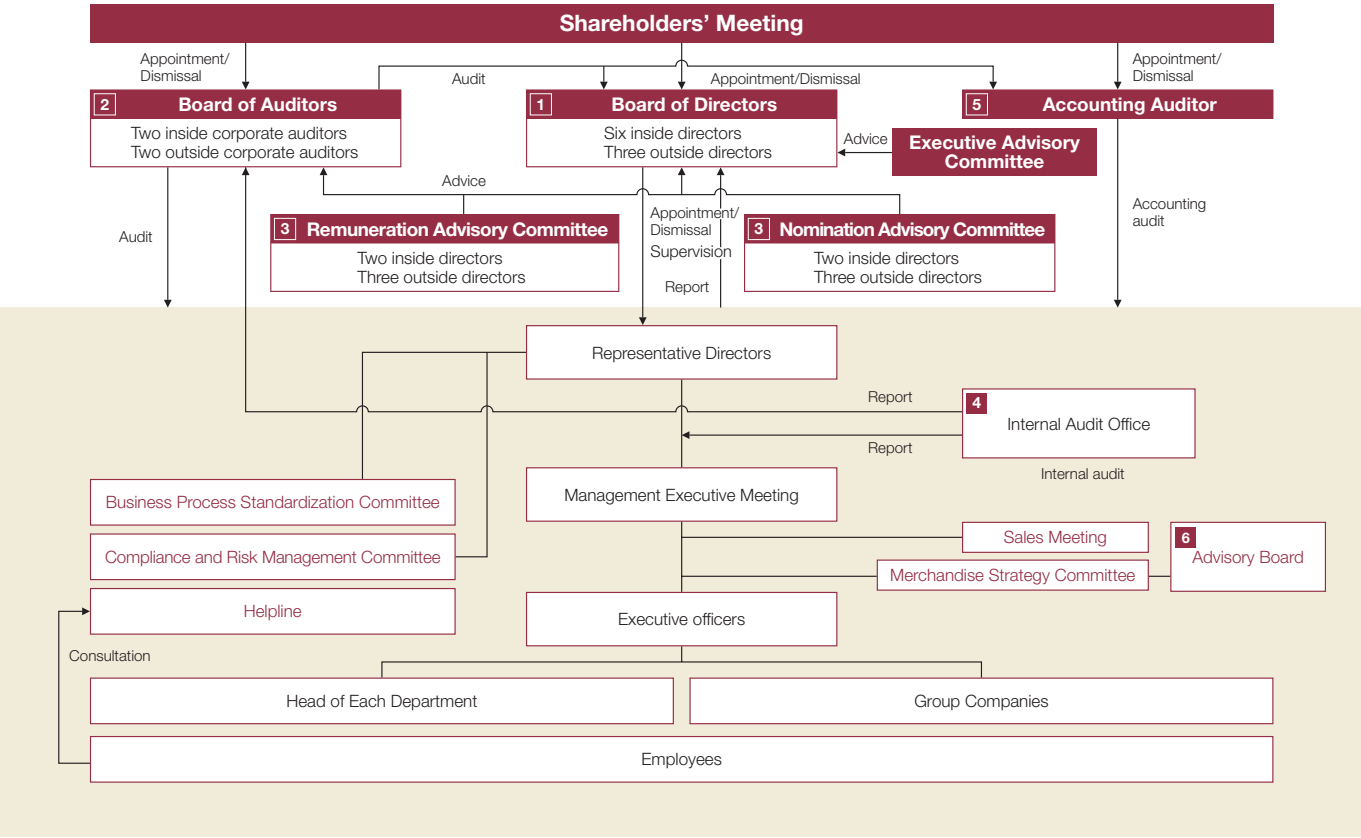 Shareholders' Meeting
Appointment/
Dismissal
Audit
Appointment/Dismissal
Appointment/
Dismissal
2 Board of Auditors
Two inside corporate auditors
Two outside corporate auditors
1 Board of Directors
Six inside directors
Three outside directors
5 Accounting Auditor
Advice
Executive Advisory
Committee
Advice
Audit
3 Remuneration Advisory Committee
Two inside directors
Three outside directors
Appointment/
Dismissal
Supervision
Report
3 Nomination Advisory Committee
Two inside directors
Three outside directors
Accounting
audit
Representative Directors
Report
4
Internal Audit Office
Report
Internal audit
Business Process Standardization Committee
Management Executive Meeting
Compliance and Risk Management Committee
Sales Meeting
Merchandise Strategy Committee
6
Advisory Board
Helpline
Executive officers
Consultation
Head of Each Department
Group Companies
Employees